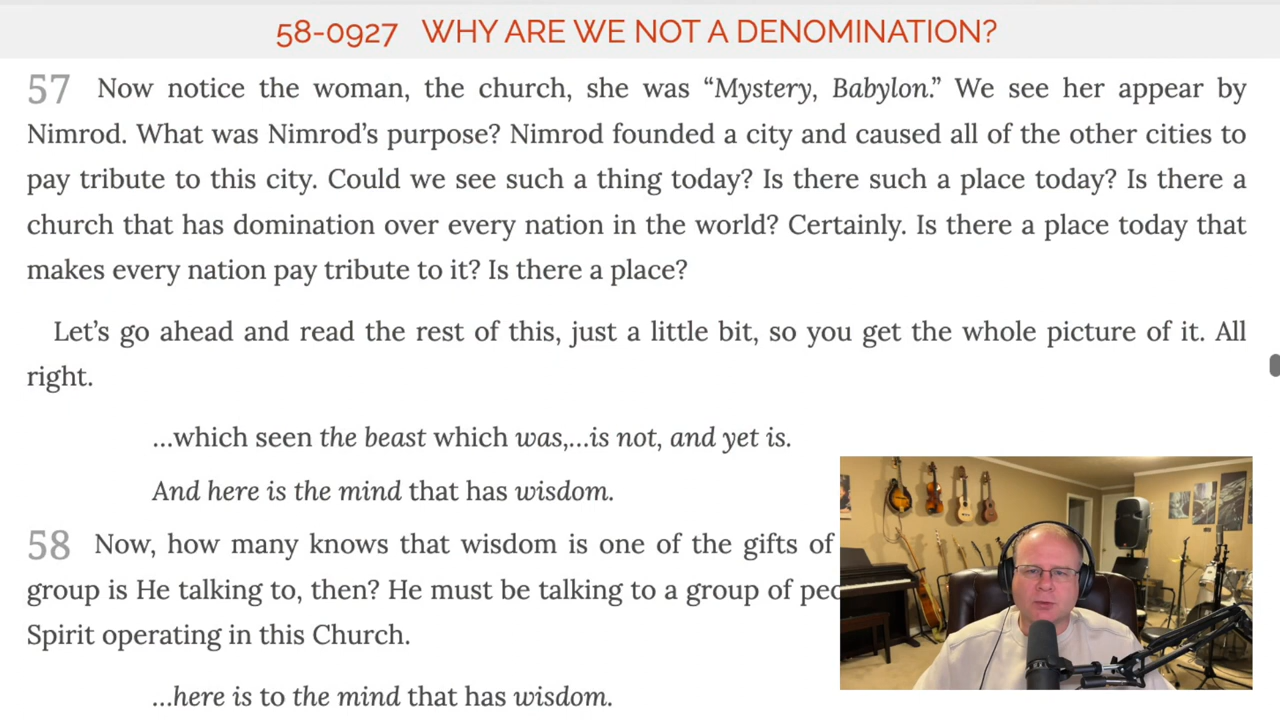 58-0927 WHY ARE WE NOT A DENOMINATION?
57 Now notice the woman, the church, she was “Mystery, Babylon.” We see her appear by
Nimrod. What was Nimrod’s purpose? Nimrod founded a city and caused all of the other cities to
pay tribute to this city. Could we see such a thing today? Is there such a place today? Is there a
church that has domination over every nation in the world? Certainly. Is there a place today that
makes every nation pay tribute to it? Is there a place?
Let’s go ahead and read the rest of this, just a little bit, so you get the whole picture of it. All
right.
…which seen the beast which was,…is not, and yet is.
And here is the mind that has wisdom.
58 Now, how many knows that wisdom is one of the gifts of
group is He talking to, then? He must be talking to a group of
Spirit operating in this Church.
…here is to the mind that has wisdom.